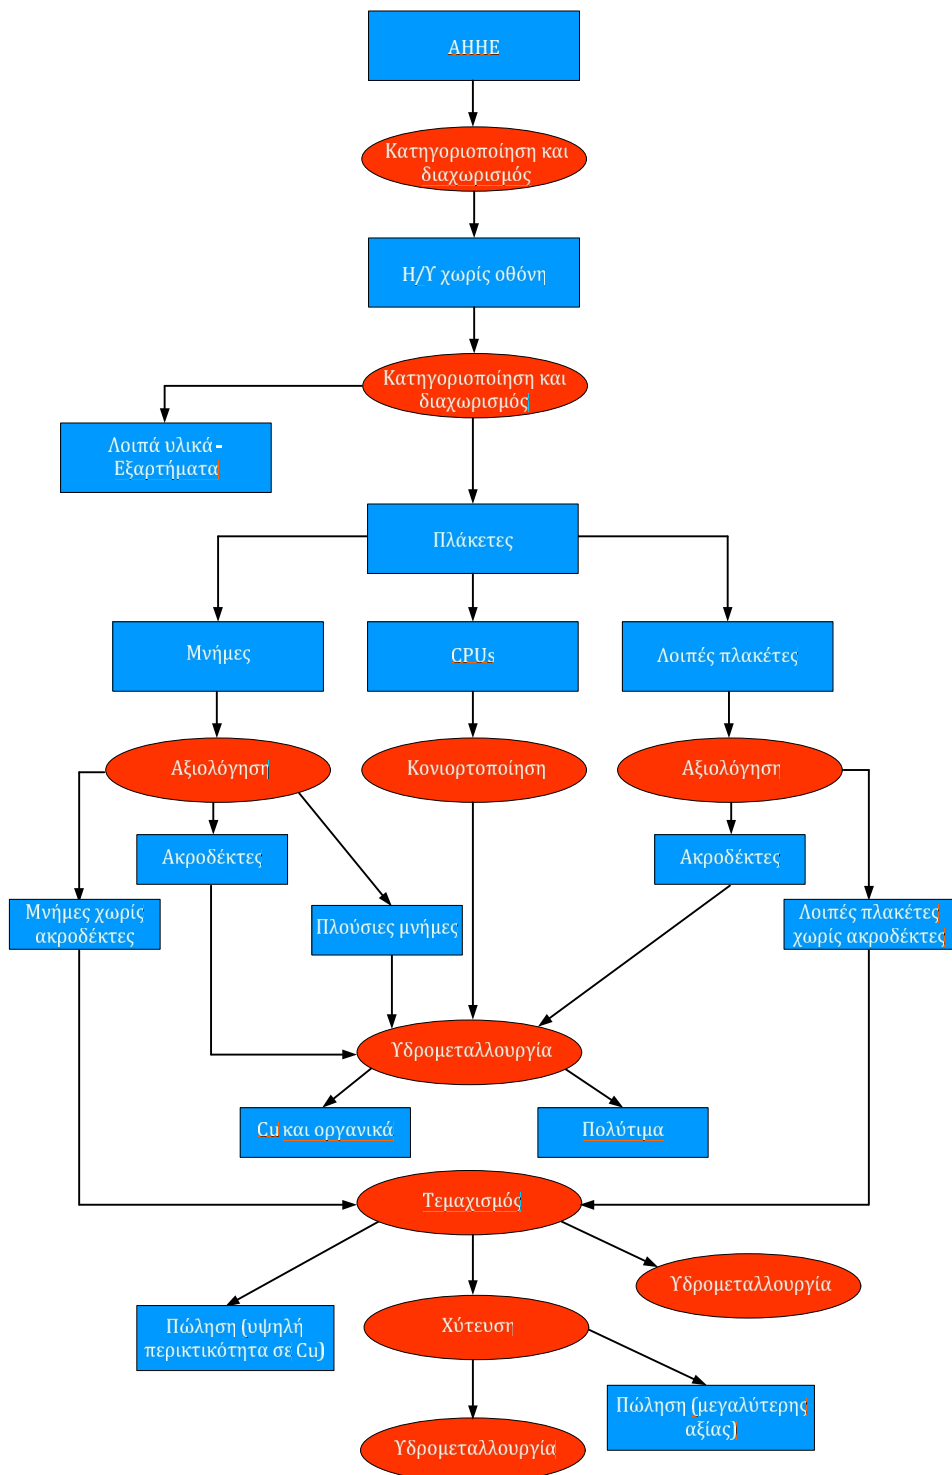 ΑΗΗΕ
Κατηγοριοποίηση και
διαχωρισμός
Η/Υ χωρίς οθόνη
Κατηγοριοποίηση και
διαχωρισμός
Λοιπά υλικά-
Εξαρτήματα
Πλάκετες
Μνήμες
CPUs
Λοιπές πλακέτες
Αξιολόγηση
Κονιορτοποίηση
Αξιολόγηση
Ακροδέκτες
Ακροδέκτες
Μνήμες χωρίς
ακροδέκτες
Πλούσιες μνήμες
Λοιπές πλακέτες
χωρίς ακροδέκτες
Υδρομεταλλουργία
Cu και οργανικά
Πολύτιμα
Τεμαχισμός
Υδρομεταλλουργία
Πώληση (υψηλή
περικτικότητα σε Cu)
Χύτευση
Πώληση (μεγαλύτερης
αξίας)
Υδρομεταλλουργία